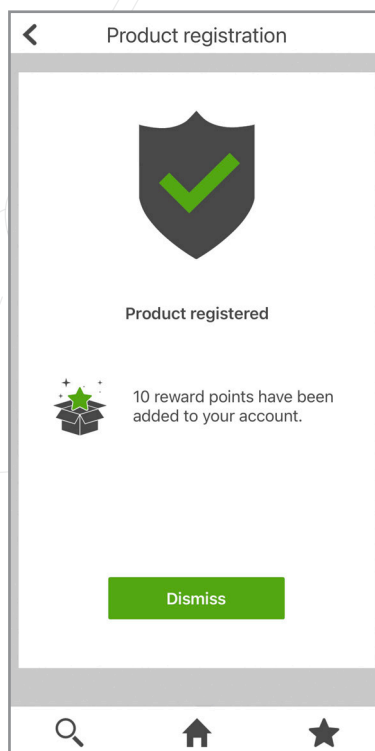 Product registration
Product registered
10 reward points have been
added to your account.
Dismiss